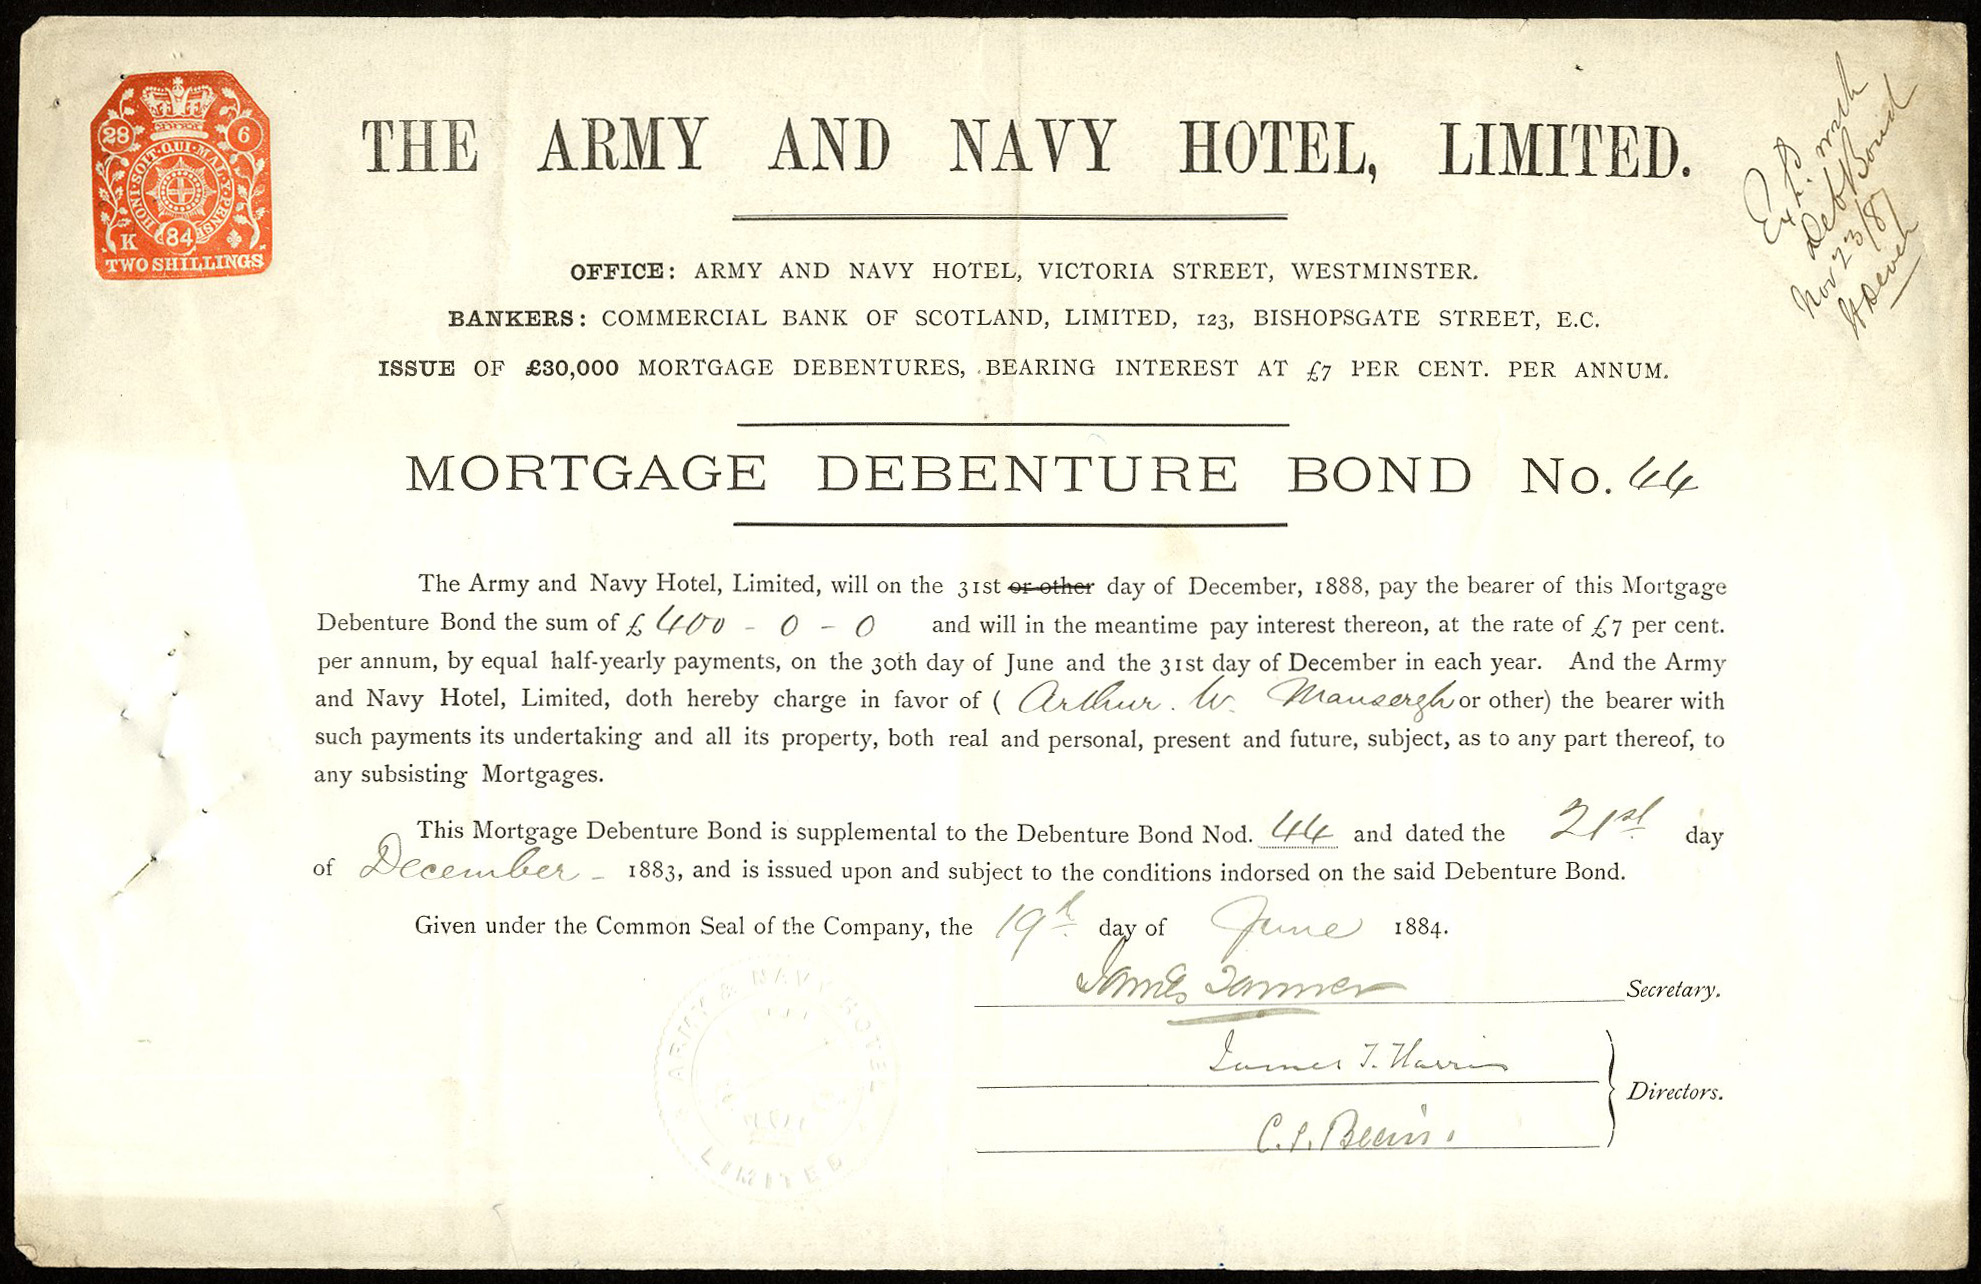 28 6
HONI·SOIT·QUI·MAL·Y·PENSE
K 84
TWO SHILLINGS
THE ARMY AND NAVY HOTEL, LIMITED.
with
Deb Bond
Nov 23/87
OFFICE: ARMY AND NAVY HOTEL, VICTORIA STREET, WESTMINSTER.
BANKERS: COMMERCIAL BANK OF SCOTLAND, LIMITED, 123, BISHOPSGATE STREET, E.C.
ISSUE OF £30,000 MORTGAGE DEBENTURES, BEARING INTEREST AT £7 PER CENT. PER ANNUM.
MORTGAGE DEBENTURE BOND No. 44
The Army and Navy Hotel, Limited, will on the 31st or other day of December, 1888, pay the bearer of this Mortgage
Debenture Bond the sum of £ 400 - 0 - 0 and will in the meantime pay interest thereon, at the rate of £7 per cent.
per annum, by equal half-yearly payments, on the 30th day of June and the 31st day of December in each year. And the Army
and Navy Hotel, Limited, doth hereby charge in favor of ( Arthur. W. Mansergh or other) the bearer with
such payments its undertaking and all its property, both real and personal, present and future, subject, as to any part thereof, to
any subsisting Mortgages.
This Mortgage Debenture Bond is supplemental to the Debenture Bond Nod. 44 and dated the 21st day
of December - 1883, and is issued upon and subject to the conditions indorsed on the said Debenture Bond.
Given under the Common Seal of the Company, the 19th day of June 1884.
James Tanner Secretary.
James T. Harris
Directors.
C.
ARMY & NAVY HOTEL
LIMITED